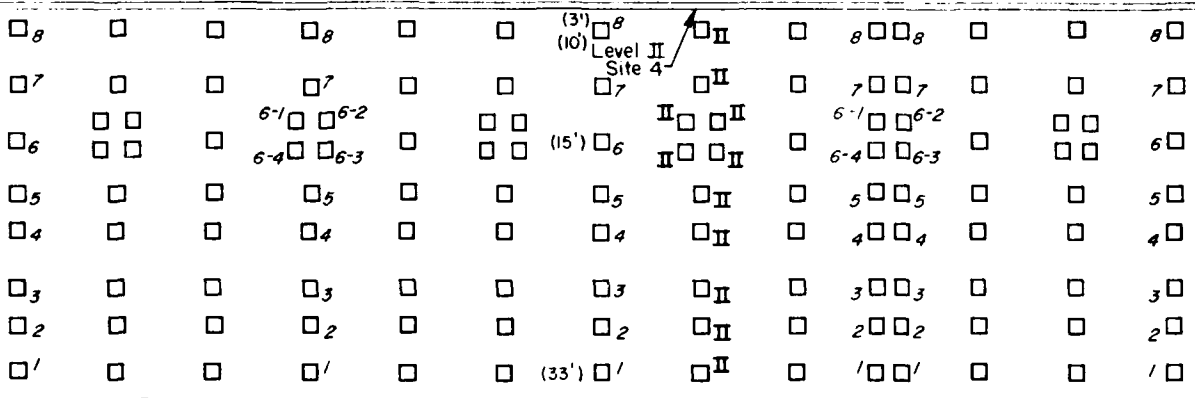 8 8 (3') 8 II 8 8 8
(10') Level II
Site 4
7 7 7 II 7 7 7
6-1 6-2 II II 6-1 6-2
6 (15') 6 6
6-4 6-3 II II 6-4 6-3
5 5 5 II 5 5 5
4 4 4 II 4 4 4
3 3 3 II 3 3 3
2 2 2 II 2 2 2
1 1 (33') 1 II 1 1 1